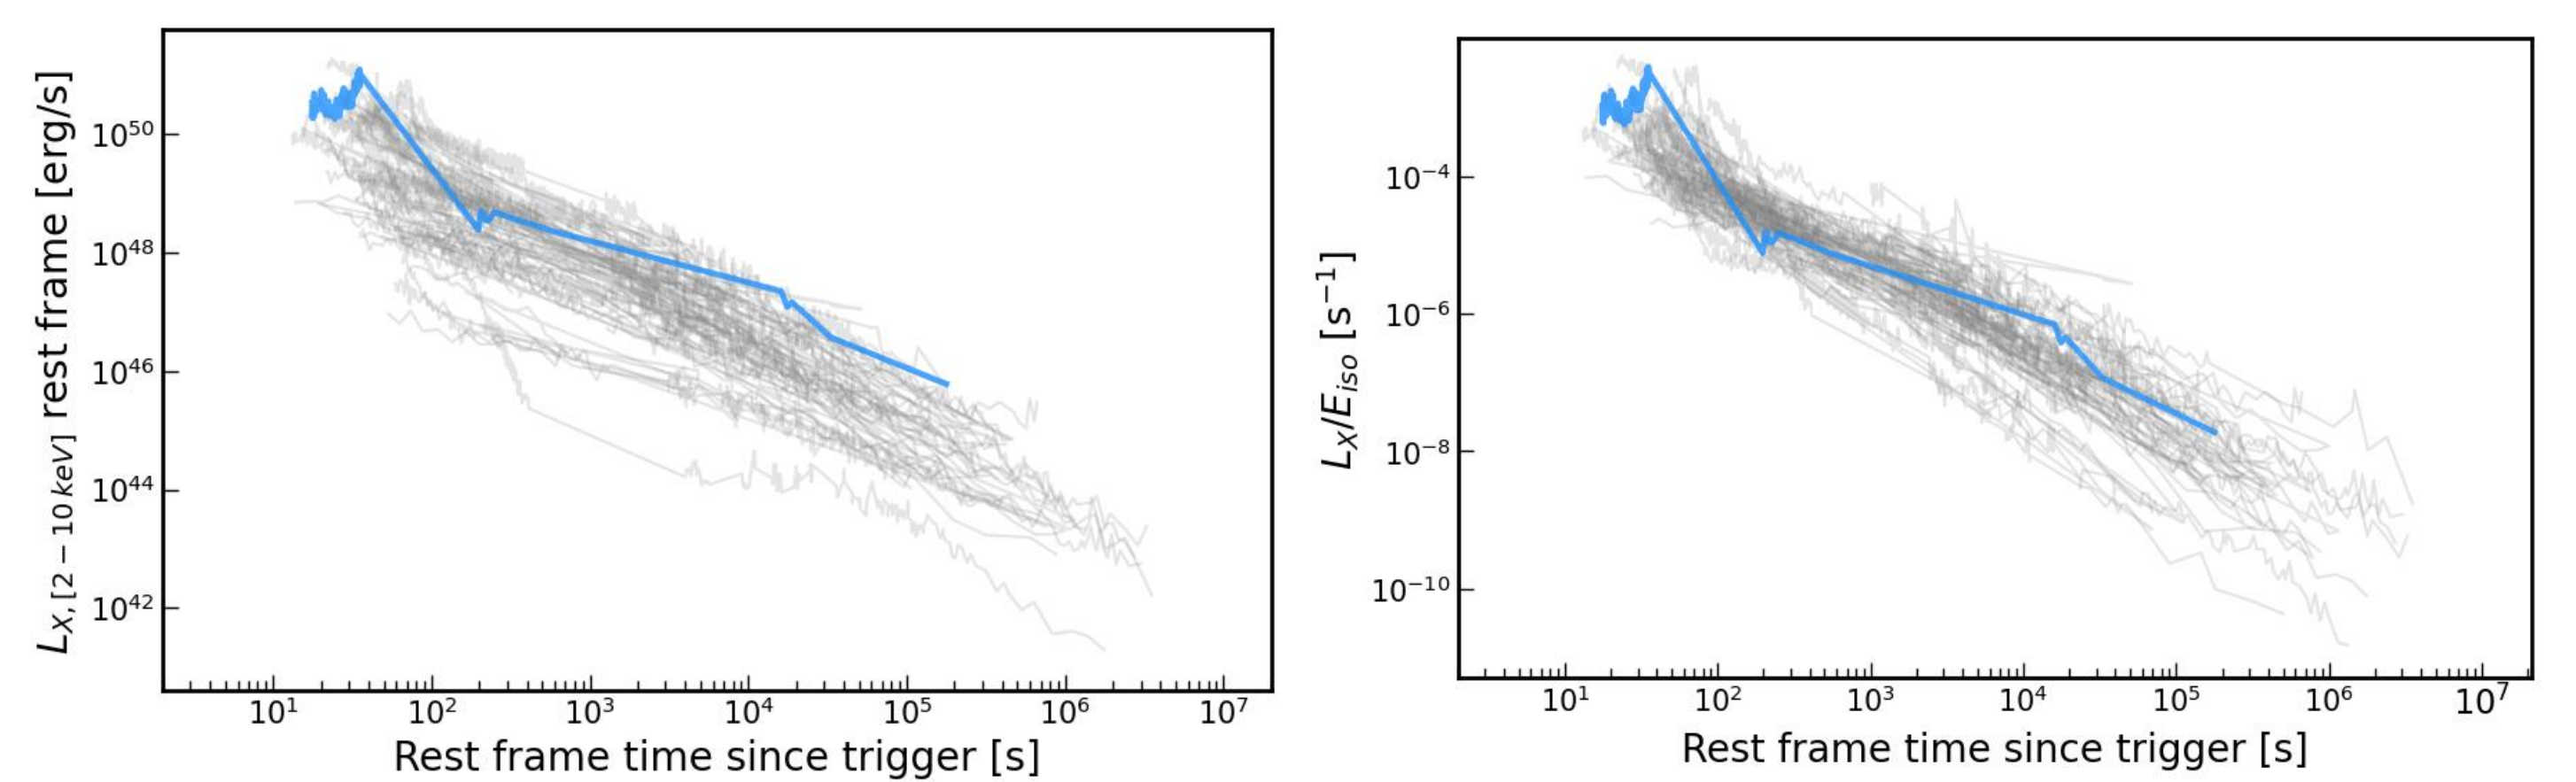 L_X, [2 − 10 keV] rest frame [erg/s]
10^50
10^48
10^46
10^44
10^42
10^1 10^2 10^3 10^4 10^5 10^6 10^7
Rest frame time since trigger [s]
L_X/E_iso [s^−1]
10^−4
10^−6
10^−8
10^−10
10^1 10^2 10^3 10^4 10^5 10^6 10^7
Rest frame time since trigger [s]